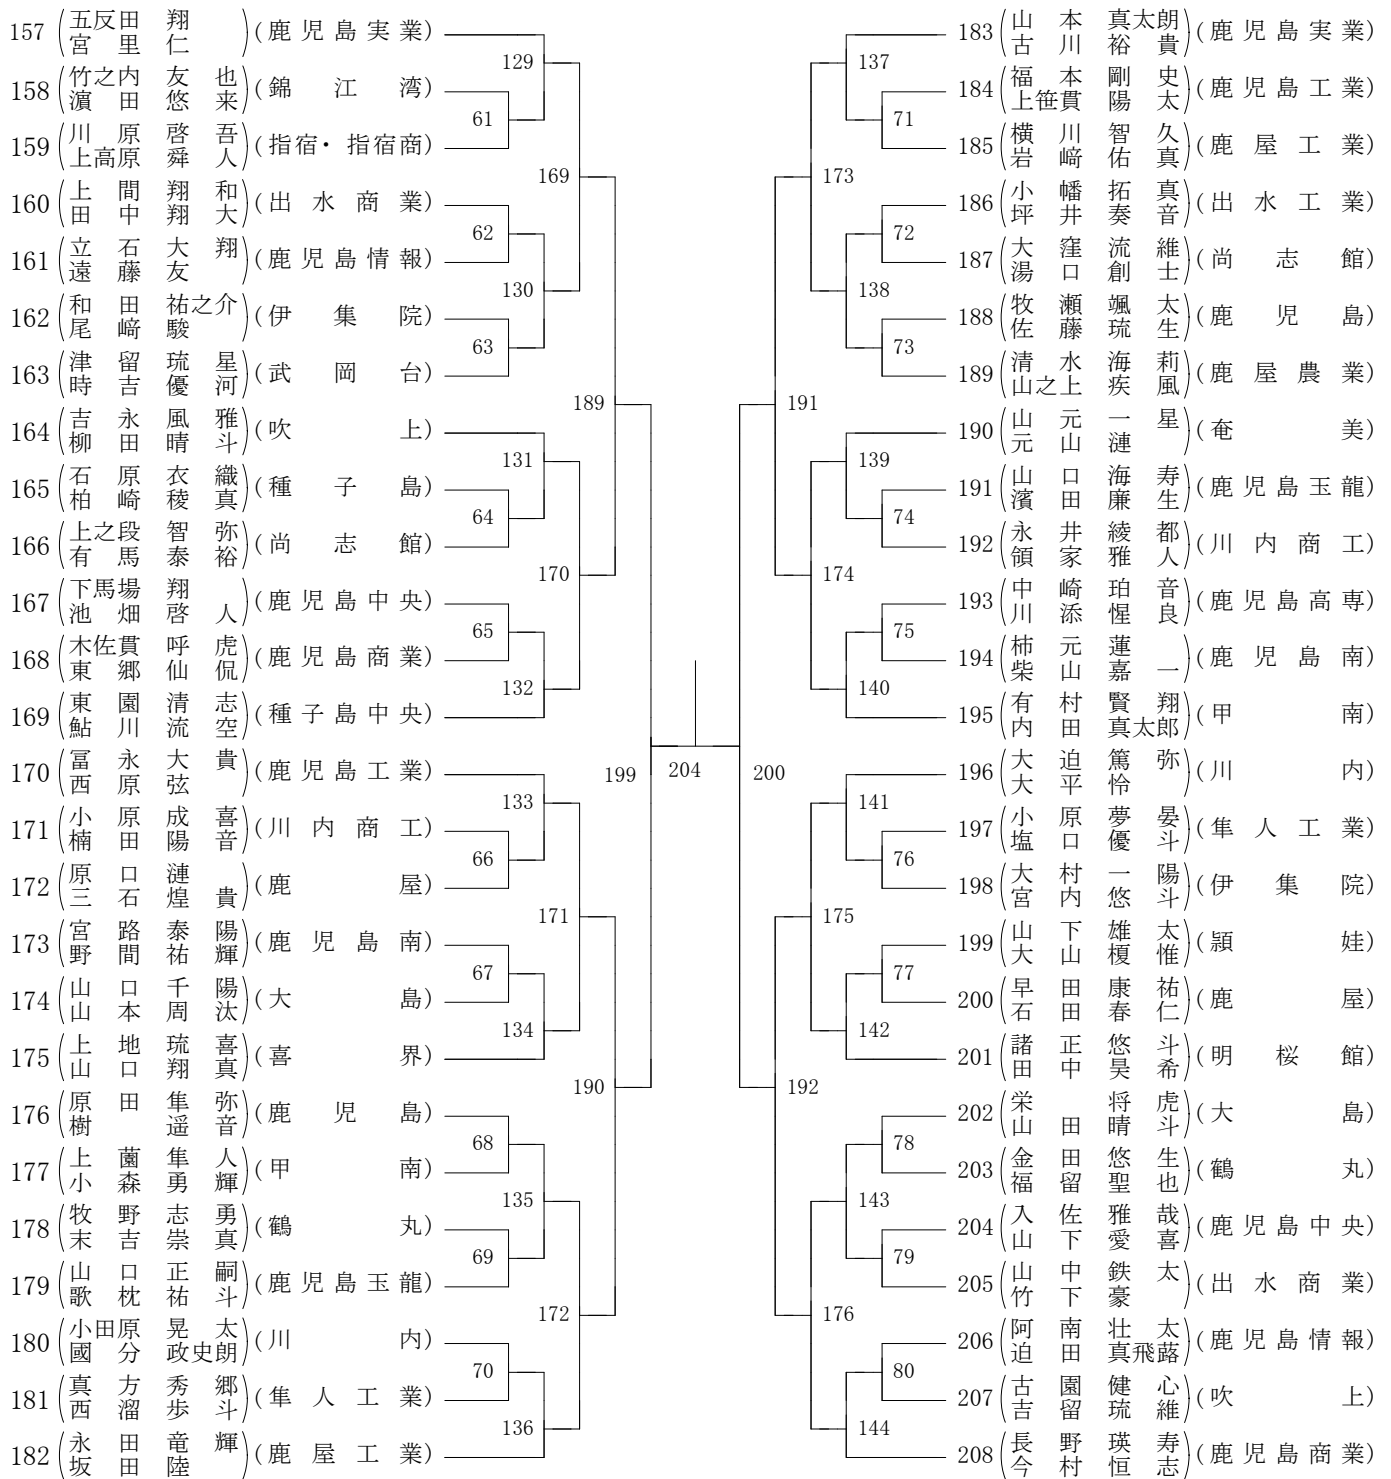 157 五反田 翔 (鹿児島実業)
宮里 仁
158 竹之内 友也 (錦江湾)
濵田 悠来
159 川原 啓吾 (指宿・指宿商)
上高原 舜人
160 上間 翔和 (出水商業)
田中 翔大
161 立石 大翔 (鹿児島情報)
遠藤 友
162 和田 祐之介 (伊集院)
尾﨑 駿
163 津留 琉星 (武岡台)
時吉 優河
164 吉永 風雅 (吹上)
柳田 晴斗
165 石原 衣織 (種子島)
柏崎 稜真
166 上之段 智弥 (尚志館)
有馬 泰裕
167 下馬場 翔 (鹿児島中央)
池畑 啓人
168 木佐貫 呼虎 (鹿児島商業)
東郷 仙侃
169 東園 清志 (種子島中央)
鮎川 流空
170 冨永 大貴 (鹿児島工業)
西原 弦
171 小原 成喜 (川内商工)
楠田 陽音
172 原口 漣 (鹿屋)
三石 煌貴
173 宮路 泰陽 (鹿児島南)
野間 祐輝
174 山口 千陽 (大島)
山本 周汰
175 上地 琉喜 (喜界)
山口 翔真
176 原田 隼弥 (鹿児島)
樹 遥音
177 上薗 隼人 (甲南)
小森 勇輝
178 牧野 志勇 (鶴丸)
末吉 崇真
179 山口 正嗣 (鹿児島玉龍)
歌枕 祐斗
180 小田原 晃太 (川内)
國分 政史朗
181 真方 秀郷 (隼人工業)
西溜 歩斗
182 永田 竜輝 (鹿屋工業)
坂田 陸
129
61
169
62
130
63
189
131
64
170
65
132
199
133
66
171
67
134
190
68
135
69
172
70
136
204
200
137
71
173
72
138
73
191
139
74
174
75
140
141
76
175
77
142
192
78
143
79
176
80
144
183 山本 真太朗 (鹿児島実業)
古川 裕貴
184 福本 剛史 (鹿児島工業)
上笹貫 陽太
185 横川 智久 (鹿屋工業)
岩﨑 佑真
186 小幡 拓真 (出水工業)
坪井 奏音
187 大窪 流維 (尚志館)
湯口 創士
188 牧瀬 颯太 (鹿児島)
佐藤 琉生
189 清水 海莉 (鹿屋農業)
山之上 疾風
190 山元 一星 (奄美)
元山 漣
191 山口 海寿 (鹿児島玉龍)
濱田 廉生
192 永井 綾都 (川内商工)
領家 雅人
193 中崎 珀音 (鹿児島高専)
川添 惺良
194 柿元 蓮 (鹿児島南)
柴山 嘉一
195 有村 賢翔 (甲南)
内田 真太郎
196 大迫 篤弥 (川内)
大平 怜
197 小原 夢晏 (隼人工業)
塩口 優斗
198 大村 一陽 (伊集院)
宮内 悠斗
199 山下 雄太 (頴娃)
大山 榎惟
200 早田 康祐 (鹿屋)
石田 春仁
201 諸正 悠斗 (明桜館)
田中 昊希
202 栄 将虎 (大島)
山田 晴斗
203 金田 悠生 (鶴丸)
福留 聖也
204 入佐 雅哉 (鹿児島中央)
山下 愛喜
205 山中 鉄太 (出水商業)
竹下 豪
206 阿南 壮太 (鹿児島情報)
迫田 真飛蕗
207 古園 健心 (吹上)
吉留 琉維
208 長野 瑛寿 (鹿児島商業)
今村 恒志